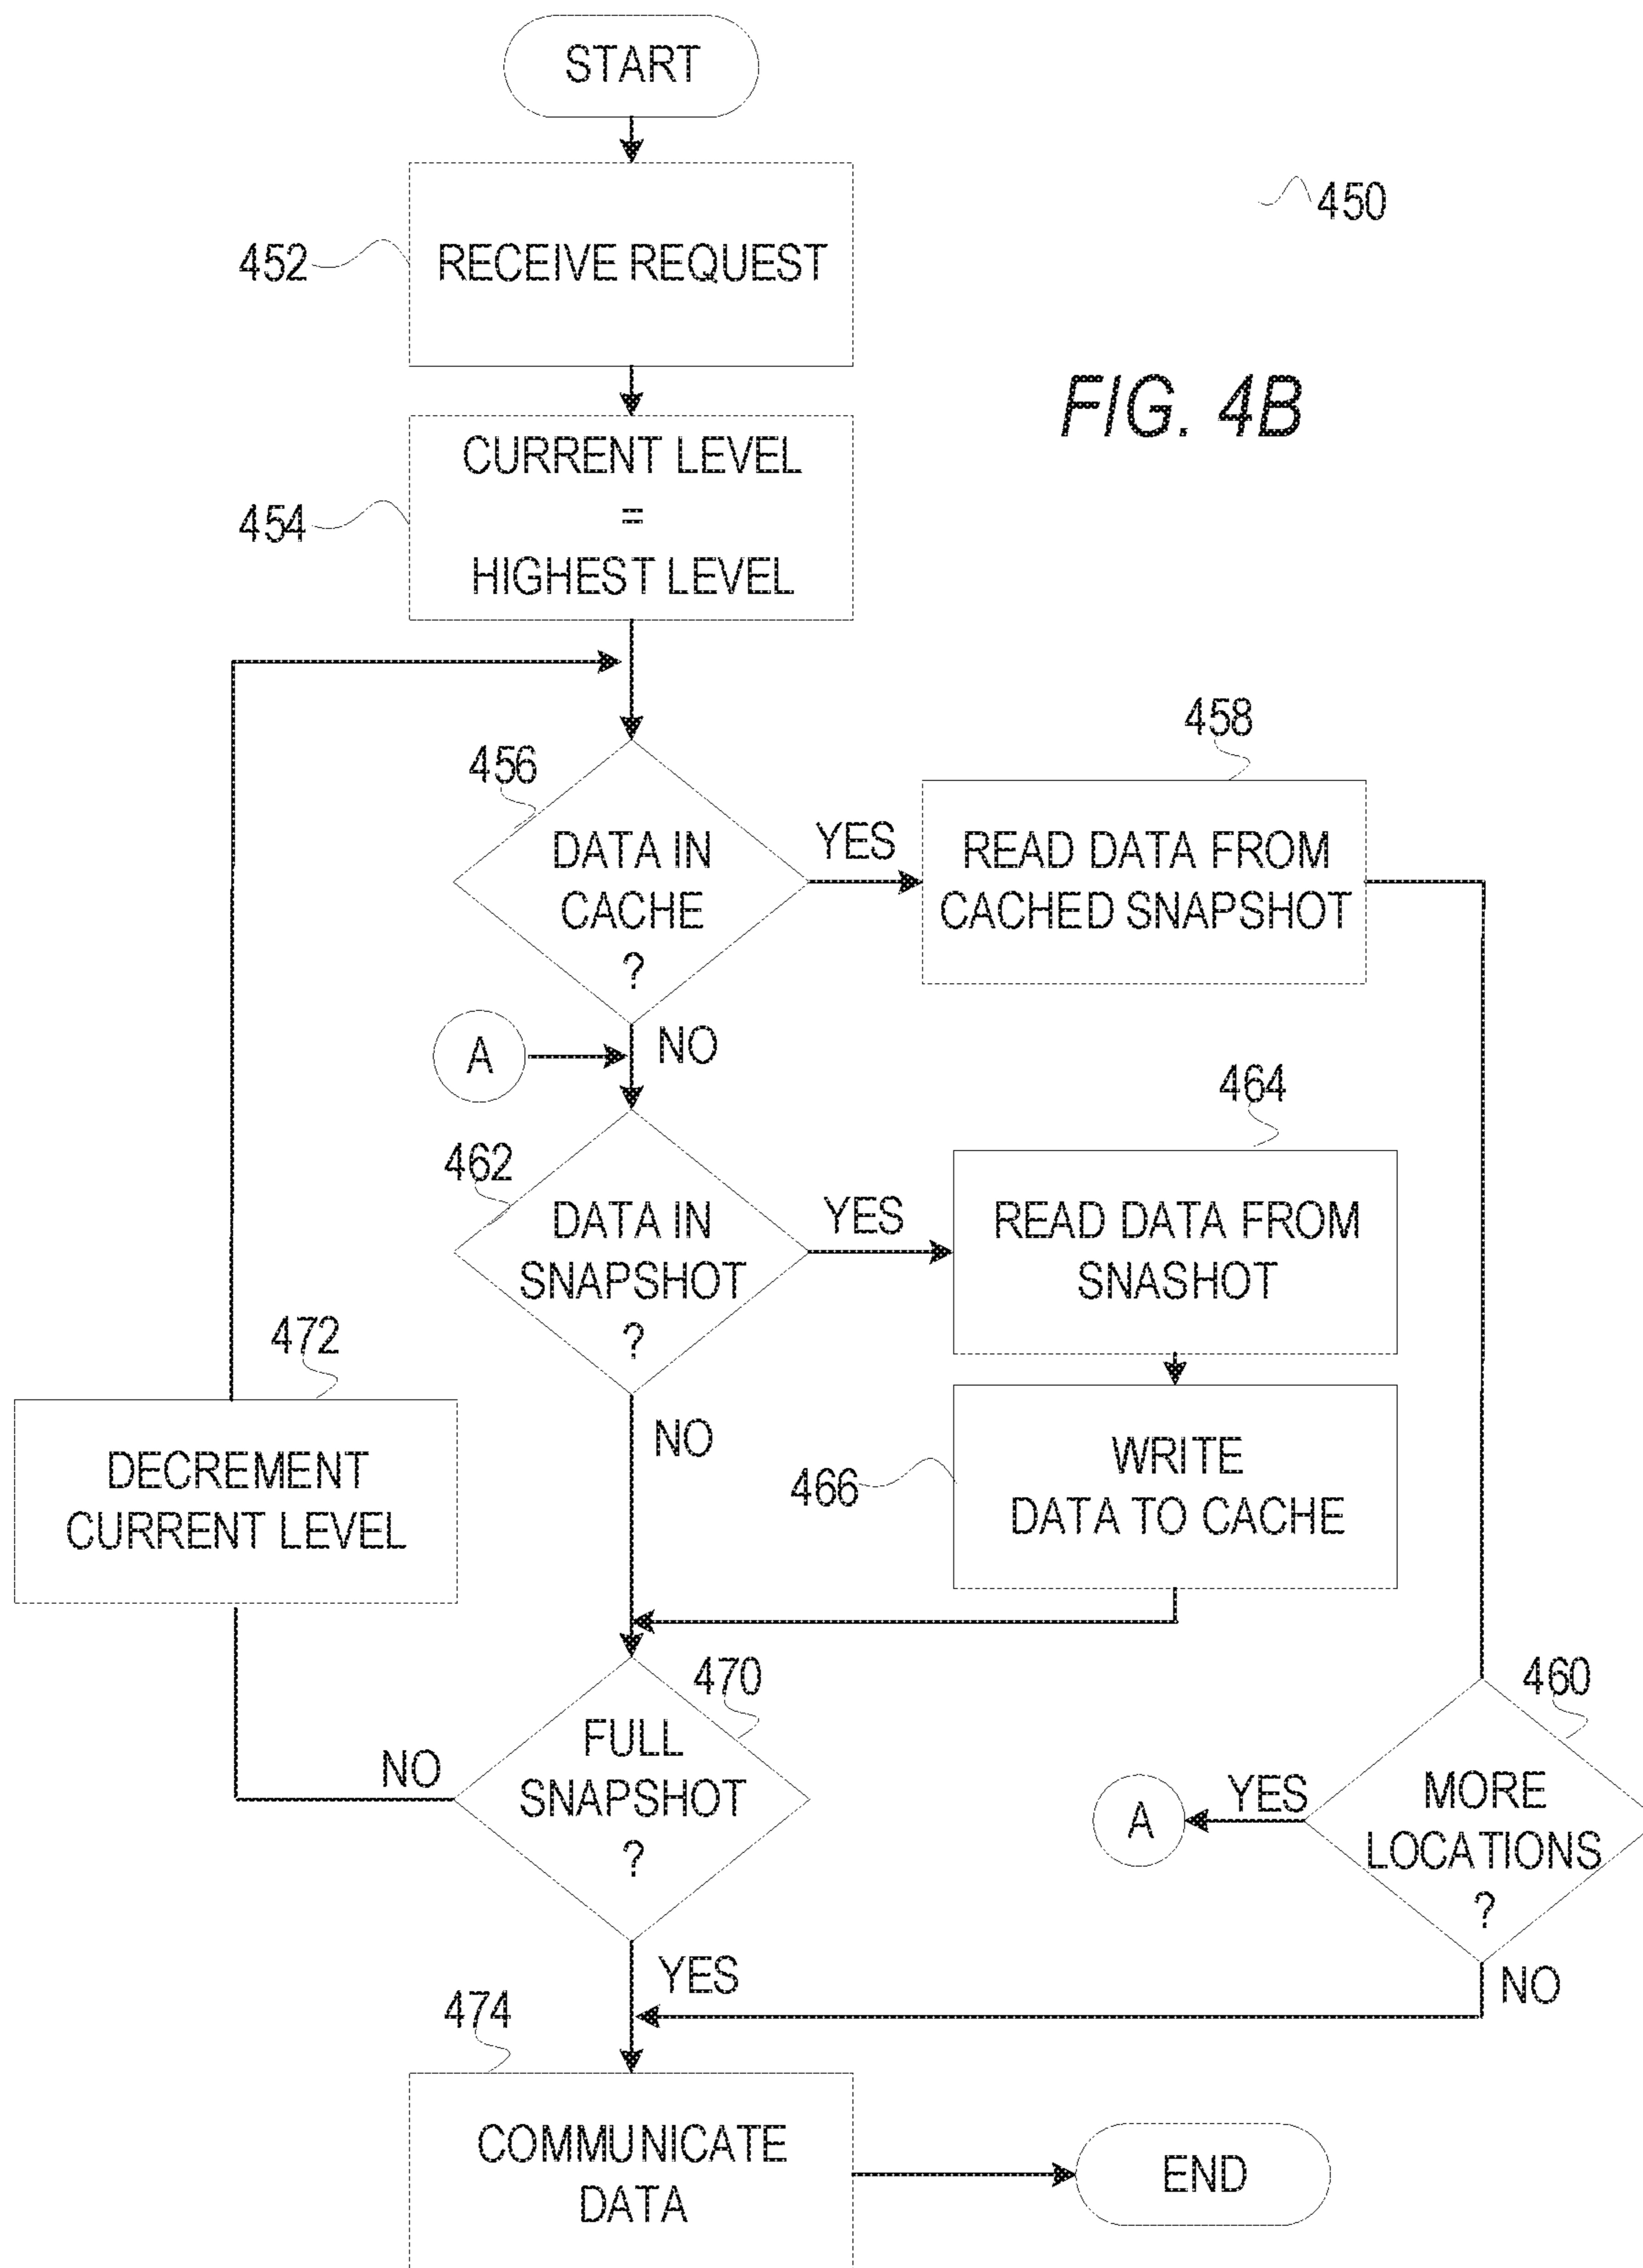 START
450
452
RECEIVE REQUEST
FIG. 4B
454
CURRENT LEVEL
=
HIGHEST LEVEL
456
DATA IN
CACHE
?
YES
458
READ DATA FROM
CACHED SNAPSHOT
A
NO
462
DATA IN
SNAPSHOT
?
YES
464
READ DATA FROM
SNASHOT
472
DECREMENT
CURRENT LEVEL
NO
466
WRITE
DATA TO CACHE
470
FULL
SNAPSHOT
?
NO
460
MORE
LOCATIONS
?
YES
A
YES
NO
474
COMMUNICATE
DATA
END